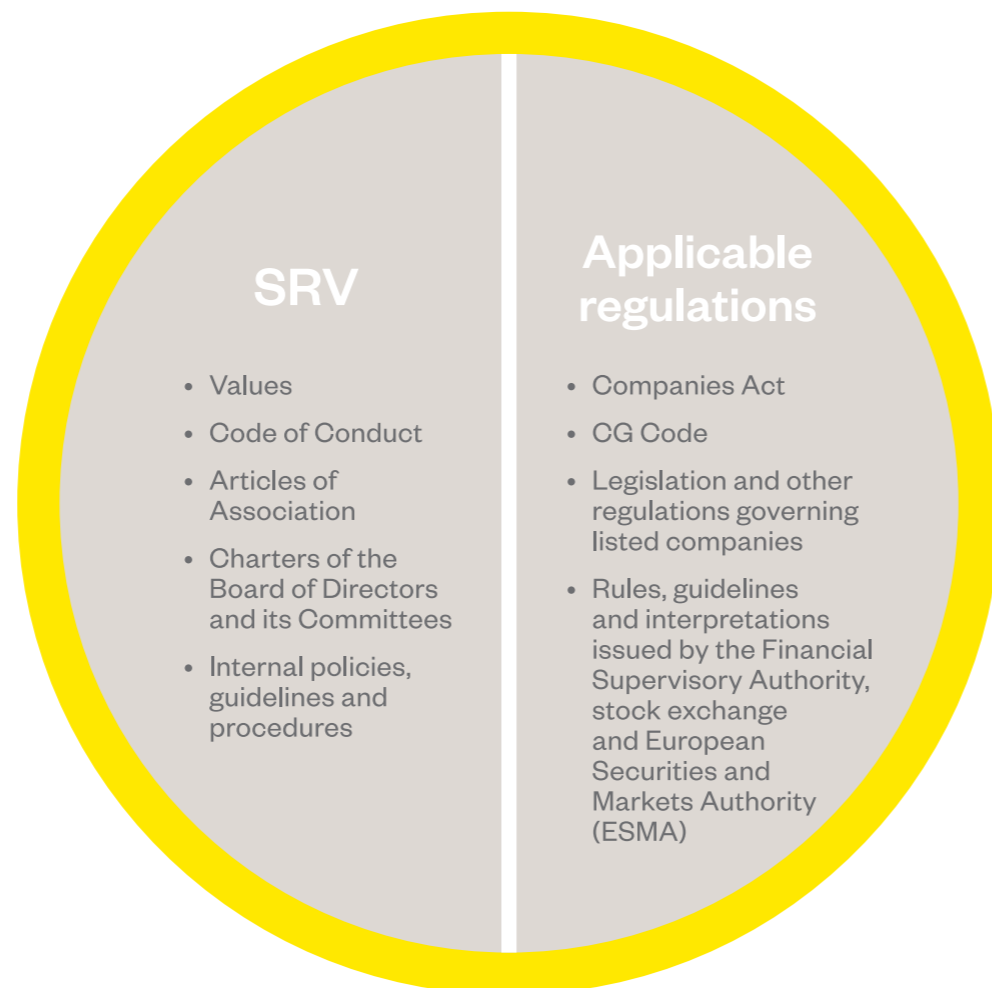 SRV
• Values
• Code of Conduct
• Articles of
Association
• Charters of the
Board of Directors
and its Committees
• Internal policies,
guidelines and
procedures
Applicable
regulations
• Companies Act
• CG Code
• Legislation and other
regulations governing
listed companies
• Rules, guidelines
and interpretations
issued by the Financial
Supervisory Authority,
stock exchange
and European
Securities and
Markets Authority
(ESMA)